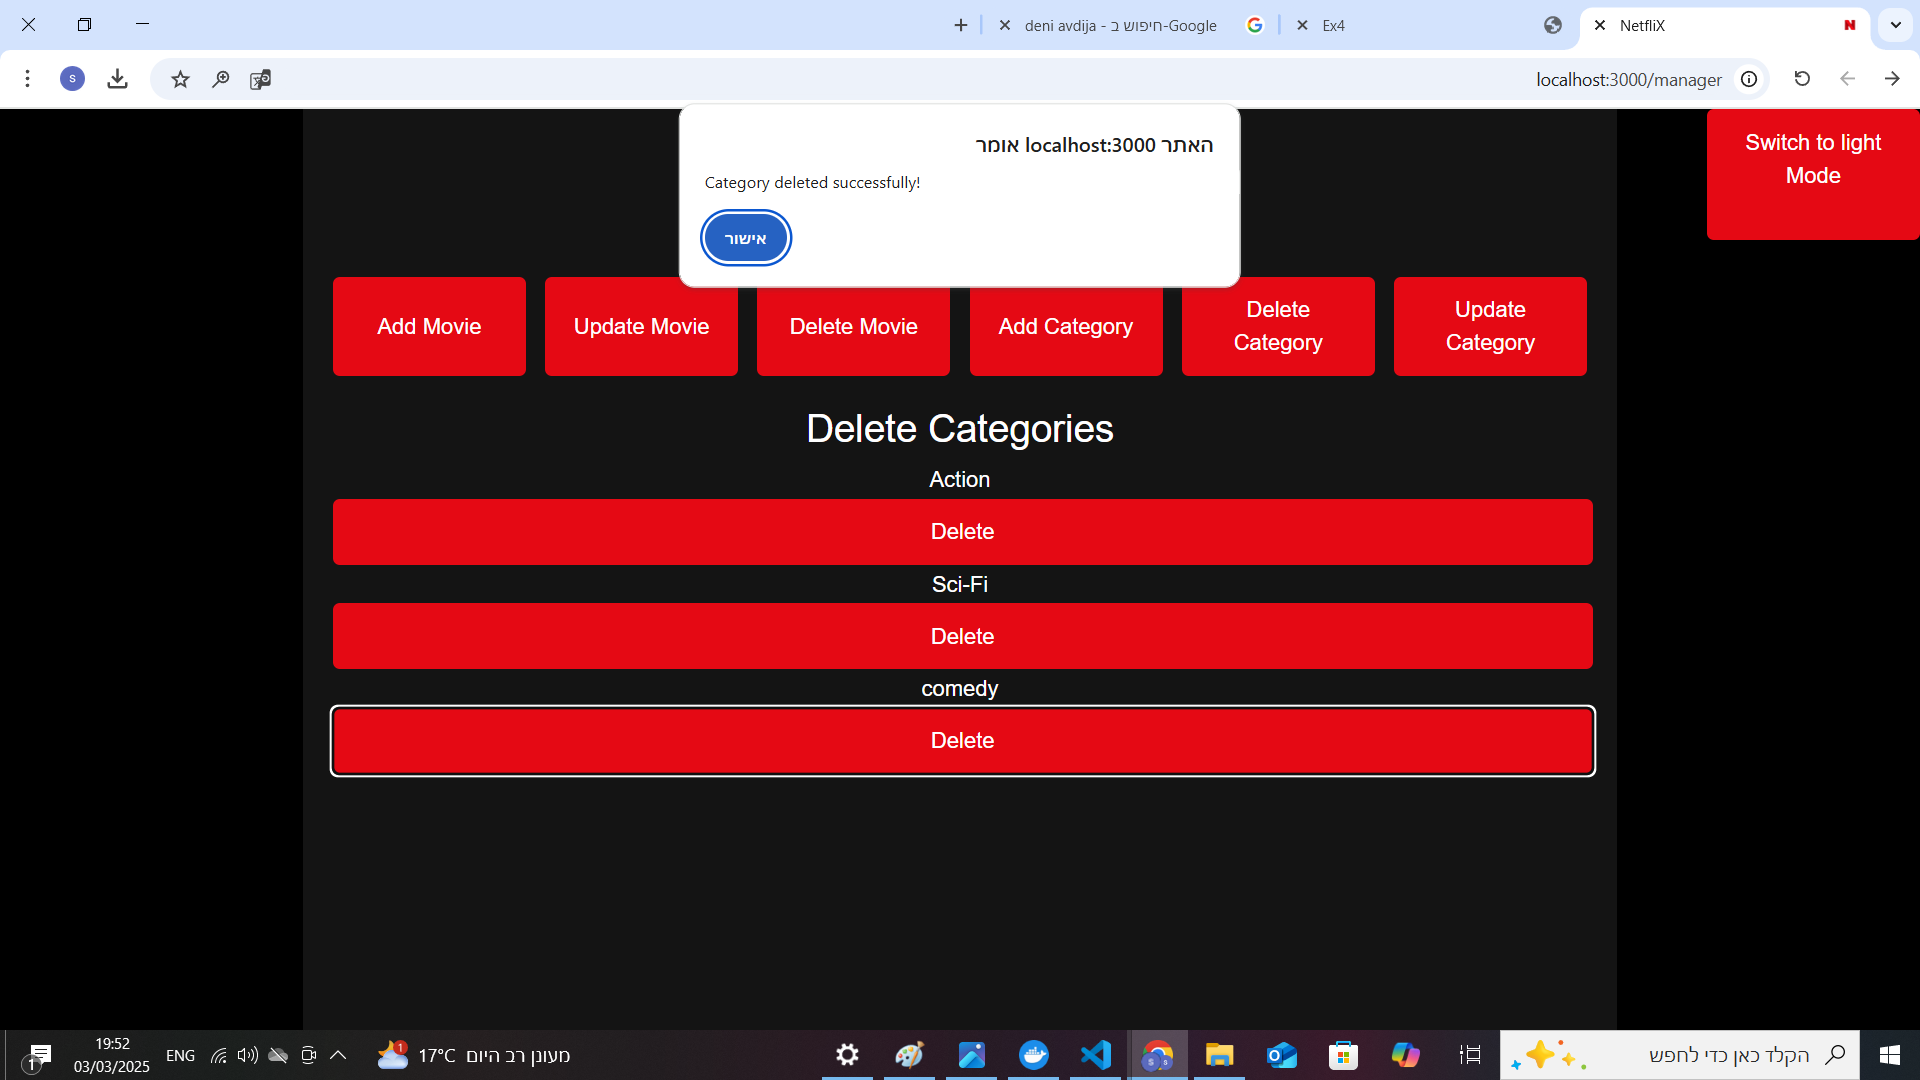 deni avdija - חיפוש ב-Google
Ex4
NetfliX
S
localhost:3000/manager
האתר localhost:3000 אומר
Category deleted successfully!
אישור
Switch to light
Mode
Add Movie
Update Movie
Delete Movie
Add Category
Delete
Category
Update
Category
Delete Categories
Action
Delete
Sci-Fi
Delete
comedy
Delete
1
19:52
03/03/2025
ENG
1
17°C מעונן רב היום
הקלד כאן כדי לחפש